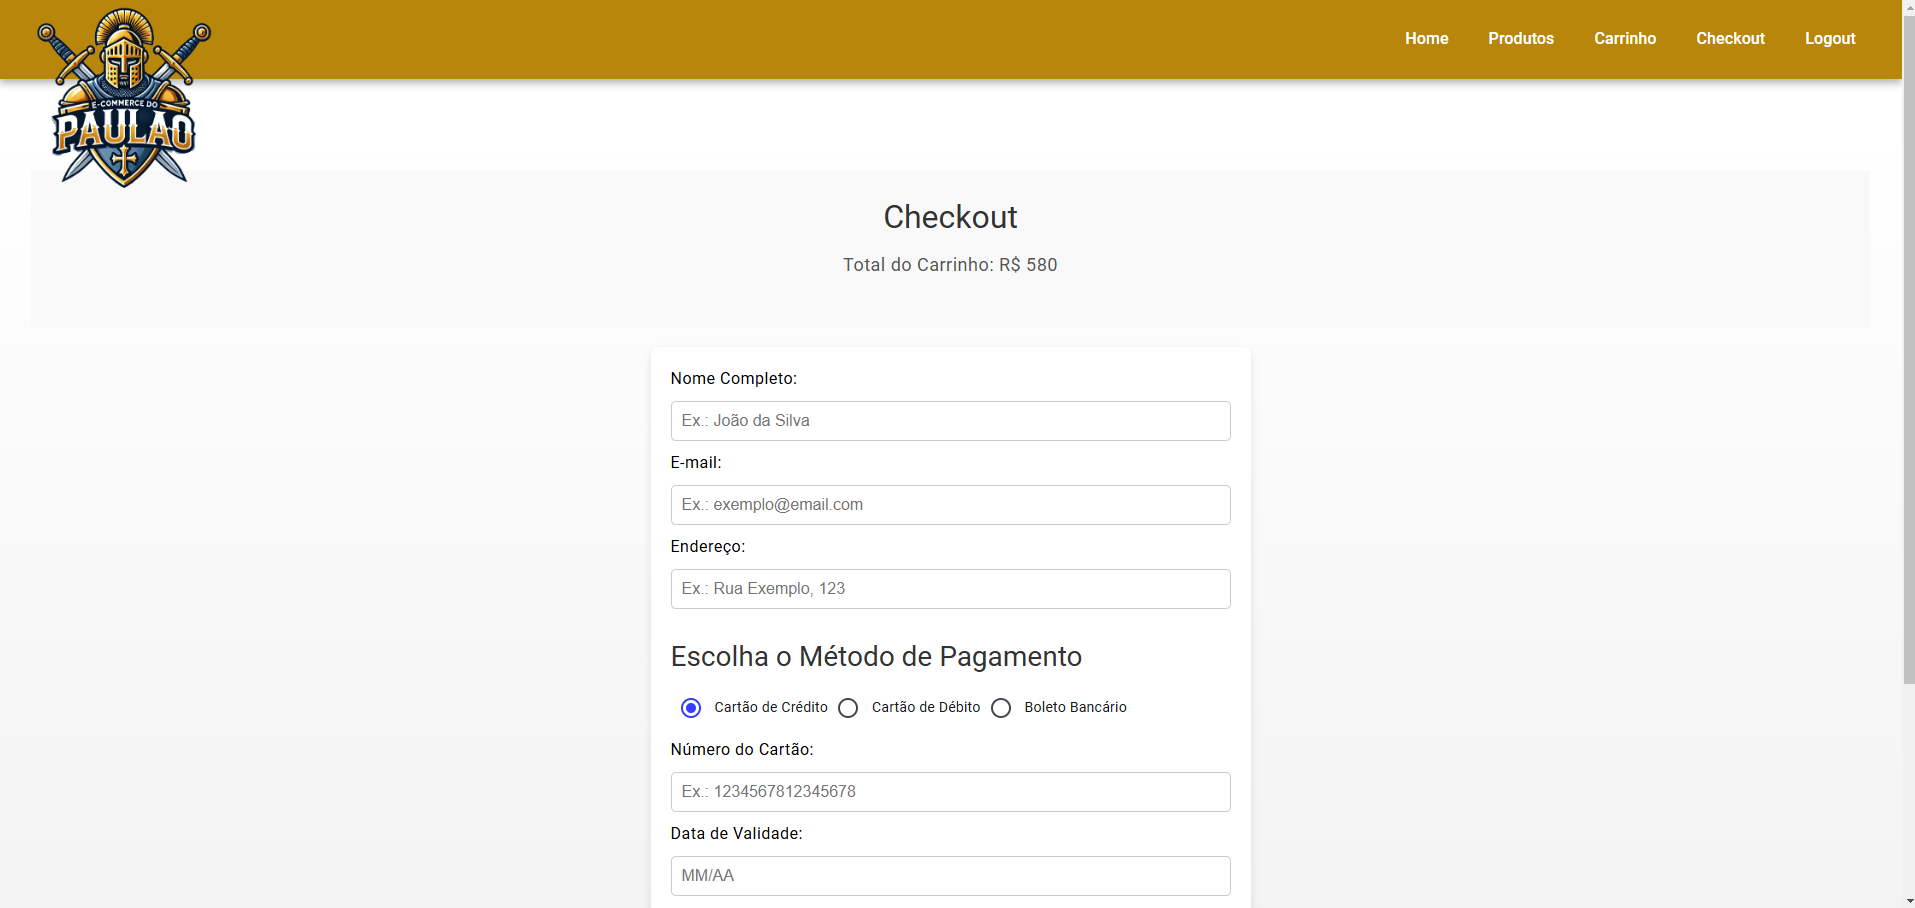 Home Produtos Carrinho Checkout Logout
E-COMMERCE DO
PAULAO
Checkout
Total do Carrinho: R$ 580
Nome Completo:
Ex.: João da Silva
E-mail:
Ex.: exemplo@email.com
Endereço:
Ex.: Rua Exemplo, 123
Escolha o Método de Pagamento
Cartão de Crédito Cartão de Débito Boleto Bancário
Número do Cartão:
Ex.: 1234567812345678
Data de Validade:
MM/AA